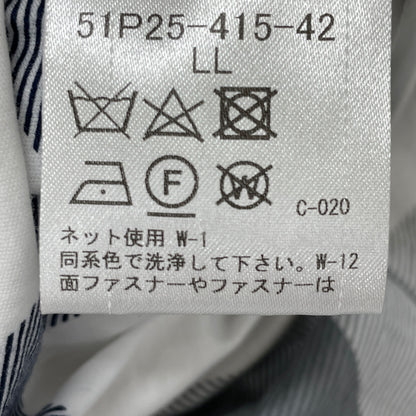 51P25-415-42
LL
F
W
C-020
ネット使用 W-1
同系色で洗浄して下さい。W-12
面ファスナーやファスナーは